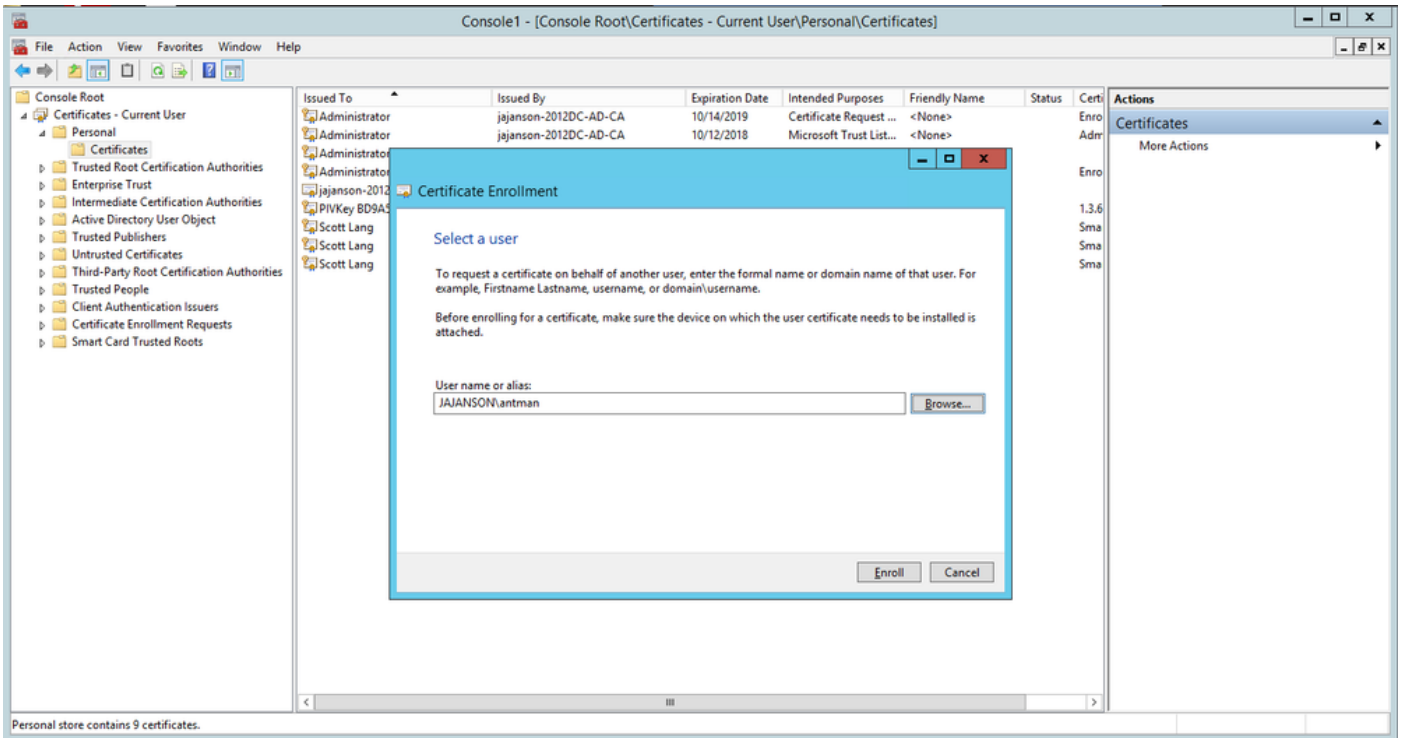 Console1 - [Console Root\Certificates - Current User\Personal\Certificates]
File Action View Favorites Window Help
Console Root
Certificates - Current User
Personal
Certificates
Trusted Root Certification Authorities
Enterprise Trust
Intermediate Certification Authorities
Active Directory User Object
Trusted Publishers
Untrusted Certificates
Third-Party Root Certification Authorities
Trusted People
Client Authentication Issuers
Certificate Enrollment Requests
Smart Card Trusted Roots
Issued To Issued By Expiration Date Intended Purposes Friendly Name Status Certi
Administrator jajanson-2012DC-AD-CA 10/14/2019 Certificate Request ... <None> Enro
Administrator jajanson-2012DC-AD-CA 10/12/2018 Microsoft Trust List... <None> Adm
Administrator
Administrator Enro
jajanson-2012
PIVKey BD9A5 1.3.6
Scott Lang Sma
Scott Lang Sma
Scott Lang Sma
Certificate Enrollment
Select a user
To request a certificate on behalf of another user, enter the formal name or domain name of that user. For
example, Firstname Lastname, username, or domain\username.
Before enrolling for a certificate, make sure the device on which the user certificate needs to be installed is
attached.
User name or alias:
JAJANSON\antman
Browse...
Enroll Cancel
Actions
Certificates
More Actions
Personal store contains 9 certificates.